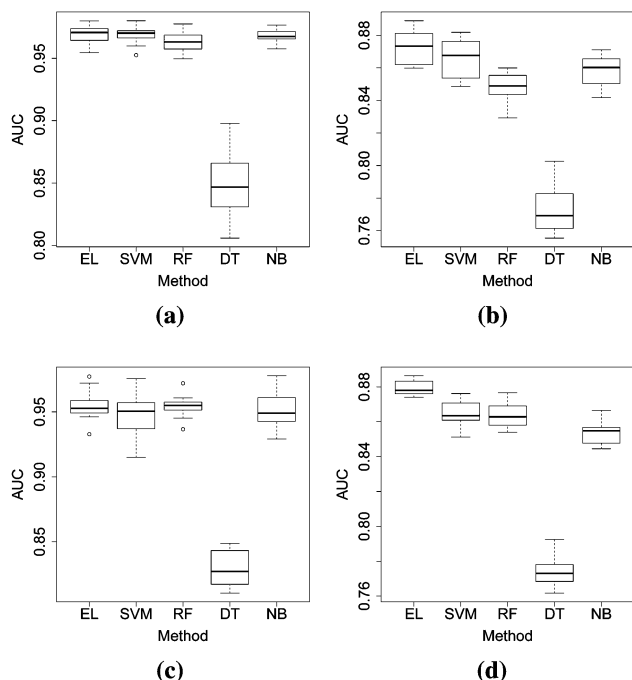 AUC
0.95
0.90
0.85
0.80
EL SVM RF DT NB
Method
(a)
AUC
0.88
0.84
0.80
0.76
EL SVM RF DT NB
Method
(b)
AUC
0.95
0.90
0.85
EL SVM RF DT NB
Method
(c)
AUC
0.88
0.84
0.80
0.76
EL SVM RF DT NB
Method
(d)